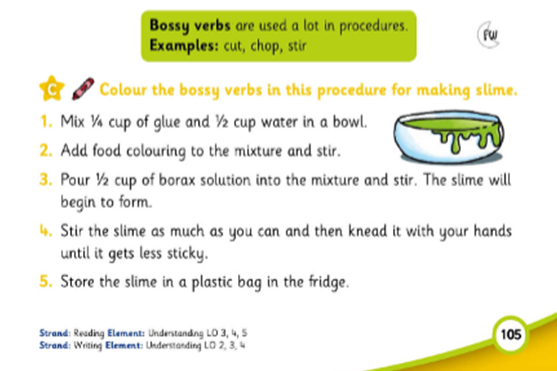 Bossy verbs are used a lot in procedures.
Examples: cut, chop, stir
FW
C Colour the bossy verbs in this procedure for making slime.
1. Mix ¼ cup of glue and ½ cup water in a bowl.
2. Add food colouring to the mixture and stir.
3. Pour ½ cup of borax solution into the mixture and stir. The slime will
begin to form.
4. Stir the slime as much as you can and then knead it with your hands
until it gets less sticky.
5. Store the slime in a plastic bag in the fridge.
Strand: Reading Element: Understanding LO 3, 4, 5
Strand: Writing Element: Understanding LO 2, 3, 4
105